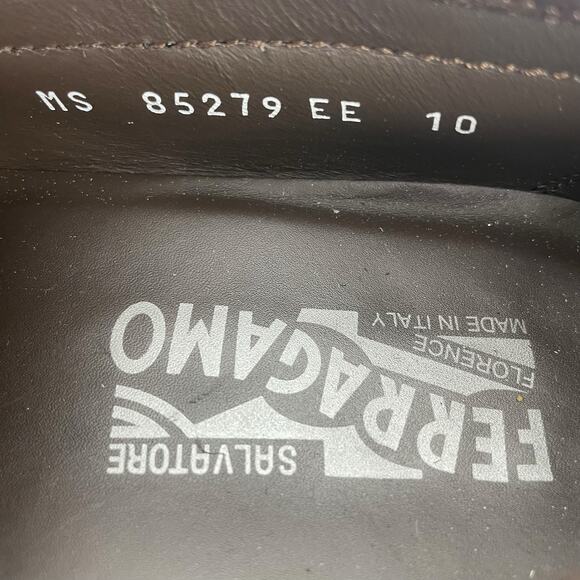 MS 85279 EE 10
SALVATORE
FERRAGAMO
FLORENCE
MADE IN ITALY